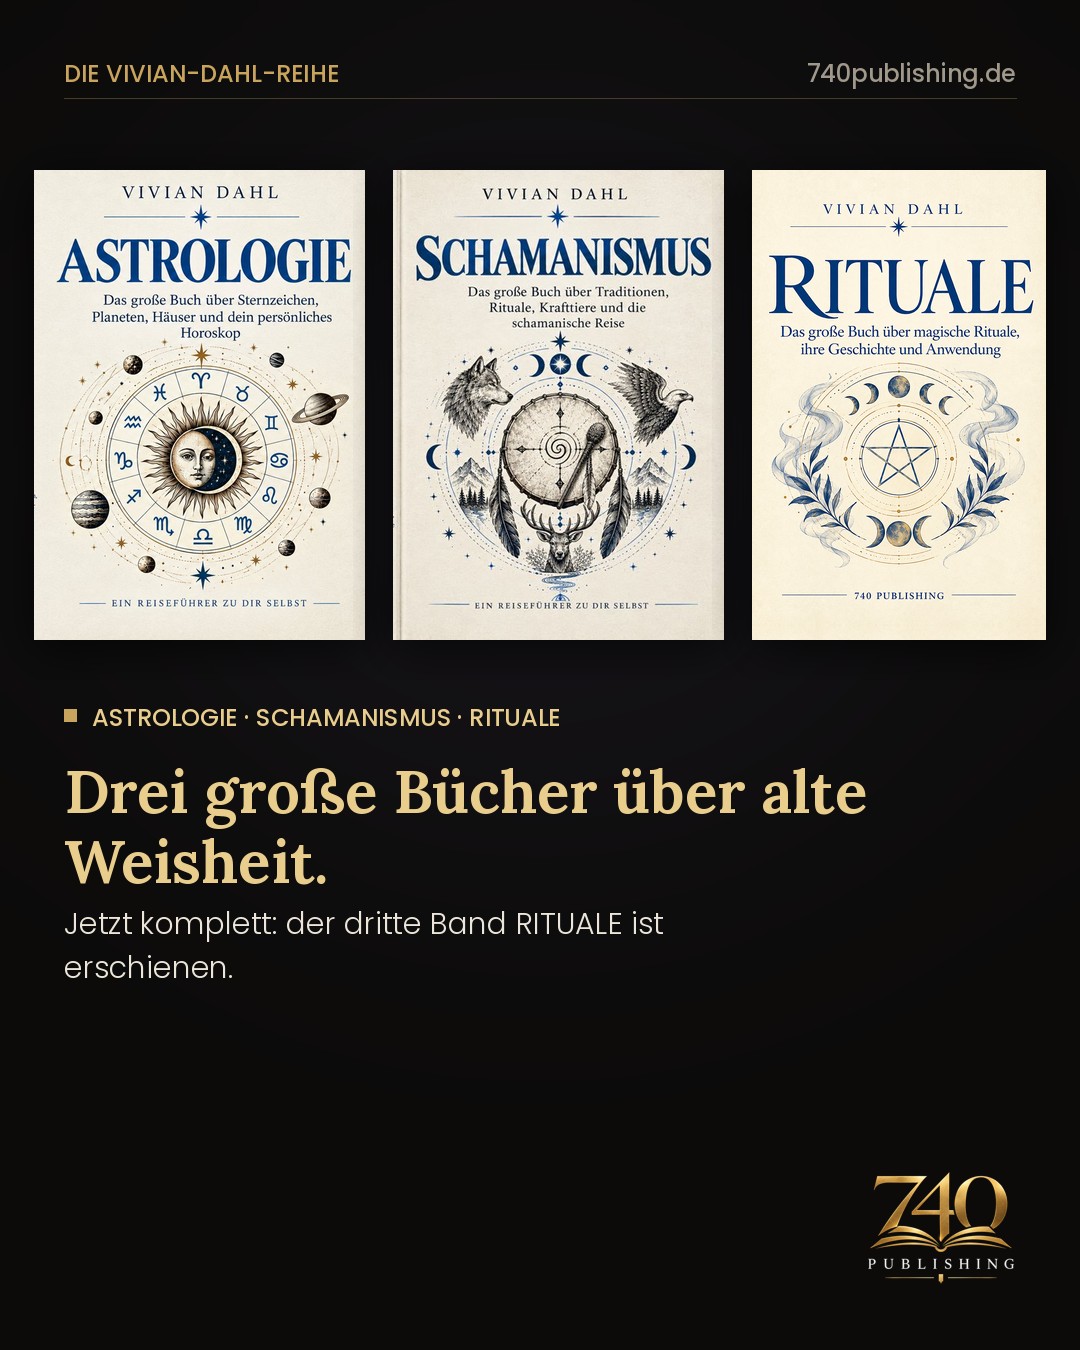 DIE VIVIAN-DAHL-REIHE
740publishing.de
VIVIAN DAHL
ASTROLOGIE
Das große Buch über Sternzeichen,
Planeten, Häuser und dein persönliches
Horoskop
EIN REISEFÜHRER ZU DIR SELBST
VIVIAN DAHL
SCHAMANISMUS
Das große Buch über Traditionen,
Rituale, Krafttiere und die
schamanische Reise
EIN REISEFÜHRER ZU DIR SELBST
VIVIAN DAHL
RITUALE
Das große Buch über magische Rituale,
ihre Geschichte und Anwendung
740 PUBLISHING
ASTROLOGIE · SCHAMANISMUS · RITUALE
Drei große Bücher über alte
Weisheit.
Jetzt komplett: der dritte Band RITUALE ist
erschienen.
740
PUBLISHING